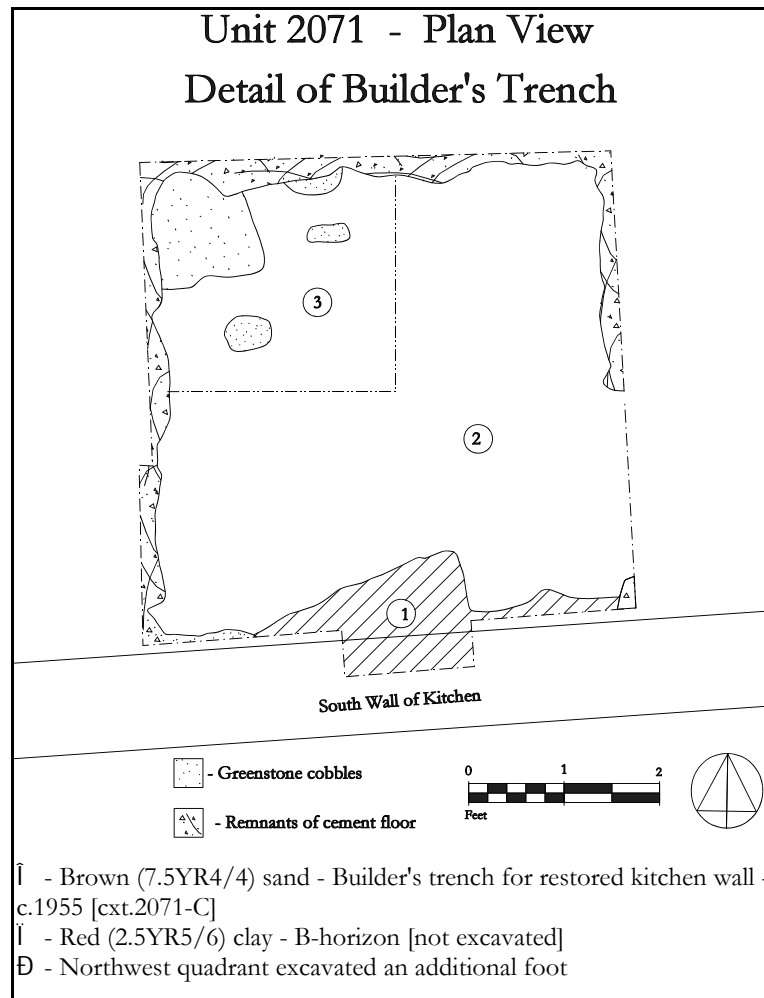 Unit 2071 - Plan View
Detail of Builder's Trench
3
2
1
South Wall of Kitchen
- Greenstone cobbles
- Remnants of cement floor
0 1 2
Feet
Î - Brown (7.5YR4/4) sand - Builder's trench for restored kitchen wall -
c.1955 [cxt.2071-C]
Ï - Red (2.5YR5/6) clay - B-horizon [not excavated]
Ð - Northwest quadrant excavated an additional foot